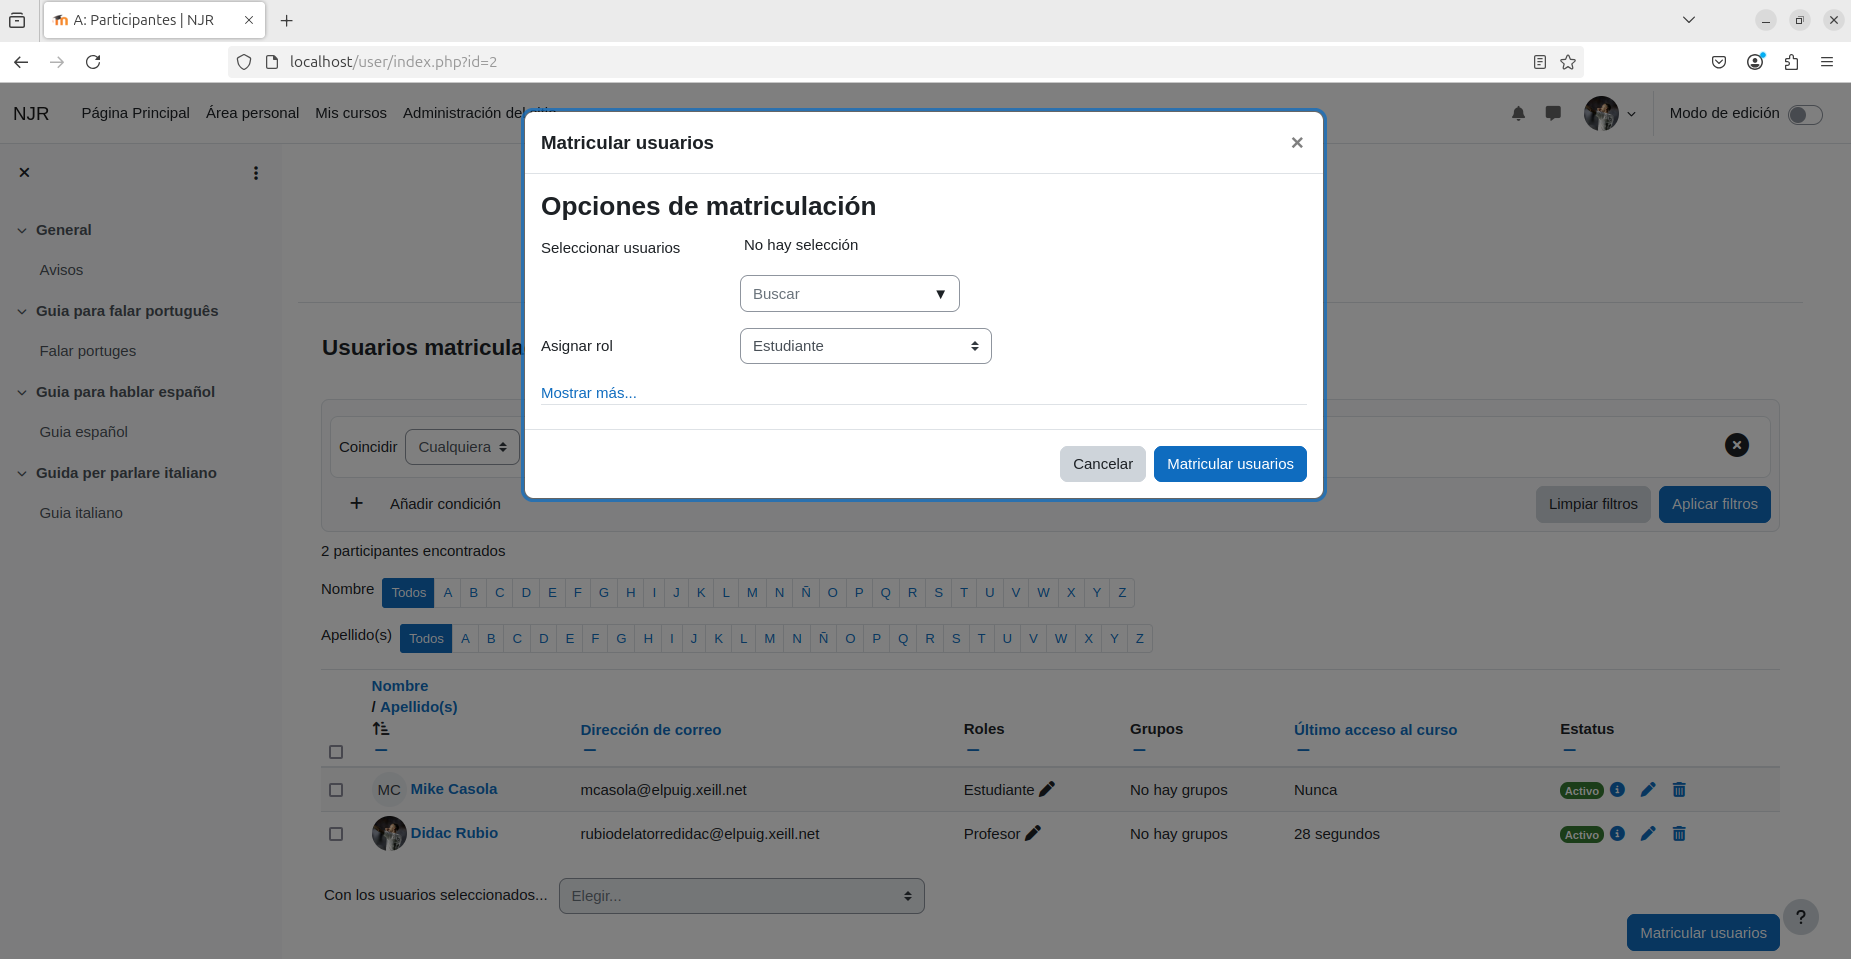 A: Participantes | NJR
localhost/user/index.php?id=2
NJR Página Principal Área personal Mis cursos Administración del sitio Modo de edición
General
Avisos
Guia para falar português
Falar portuges
Guia para hablar español
Guia español
Guida per parlare italiano
Guia italiano
Matricular usuarios
Opciones de matriculación
Seleccionar usuarios No hay selección
Buscar
Asignar rol Estudiante
Mostrar más...
Cancelar Matricular usuarios
Usuarios matricula
Coincidir Cualquiera
Añadir condición Limpiar filtros Aplicar filtros
2 participantes encontrados
Nombre Todos A B C D E F G H I J K L M N Ñ O P Q R S T U V W X Y Z
Apellido(s) Todos A B C D E F G H I J K L M N Ñ O P Q R S T U V W X Y Z
Nombre
/ Apellido(s)
Dirección de correo Roles Grupos Último acceso al curso Estatus
MC Mike Casola mcasola@elpuig.xeill.net Estudiante No hay grupos Nunca Activo
Didac Rubio rubiodelatorredidac@elpuig.xeill.net Profesor No hay grupos 28 segundos Activo
Con los usuarios seleccionados... Elegir...
?
Matricular usuarios